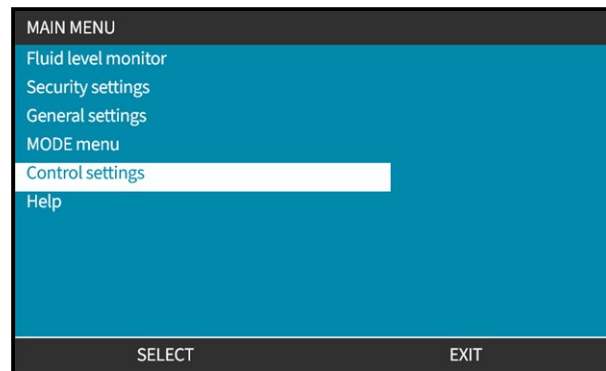 MAIN MENU
Fluid level monitor
Security settings
General settings
MODE menu
Control settings
Help
SELECT EXIT